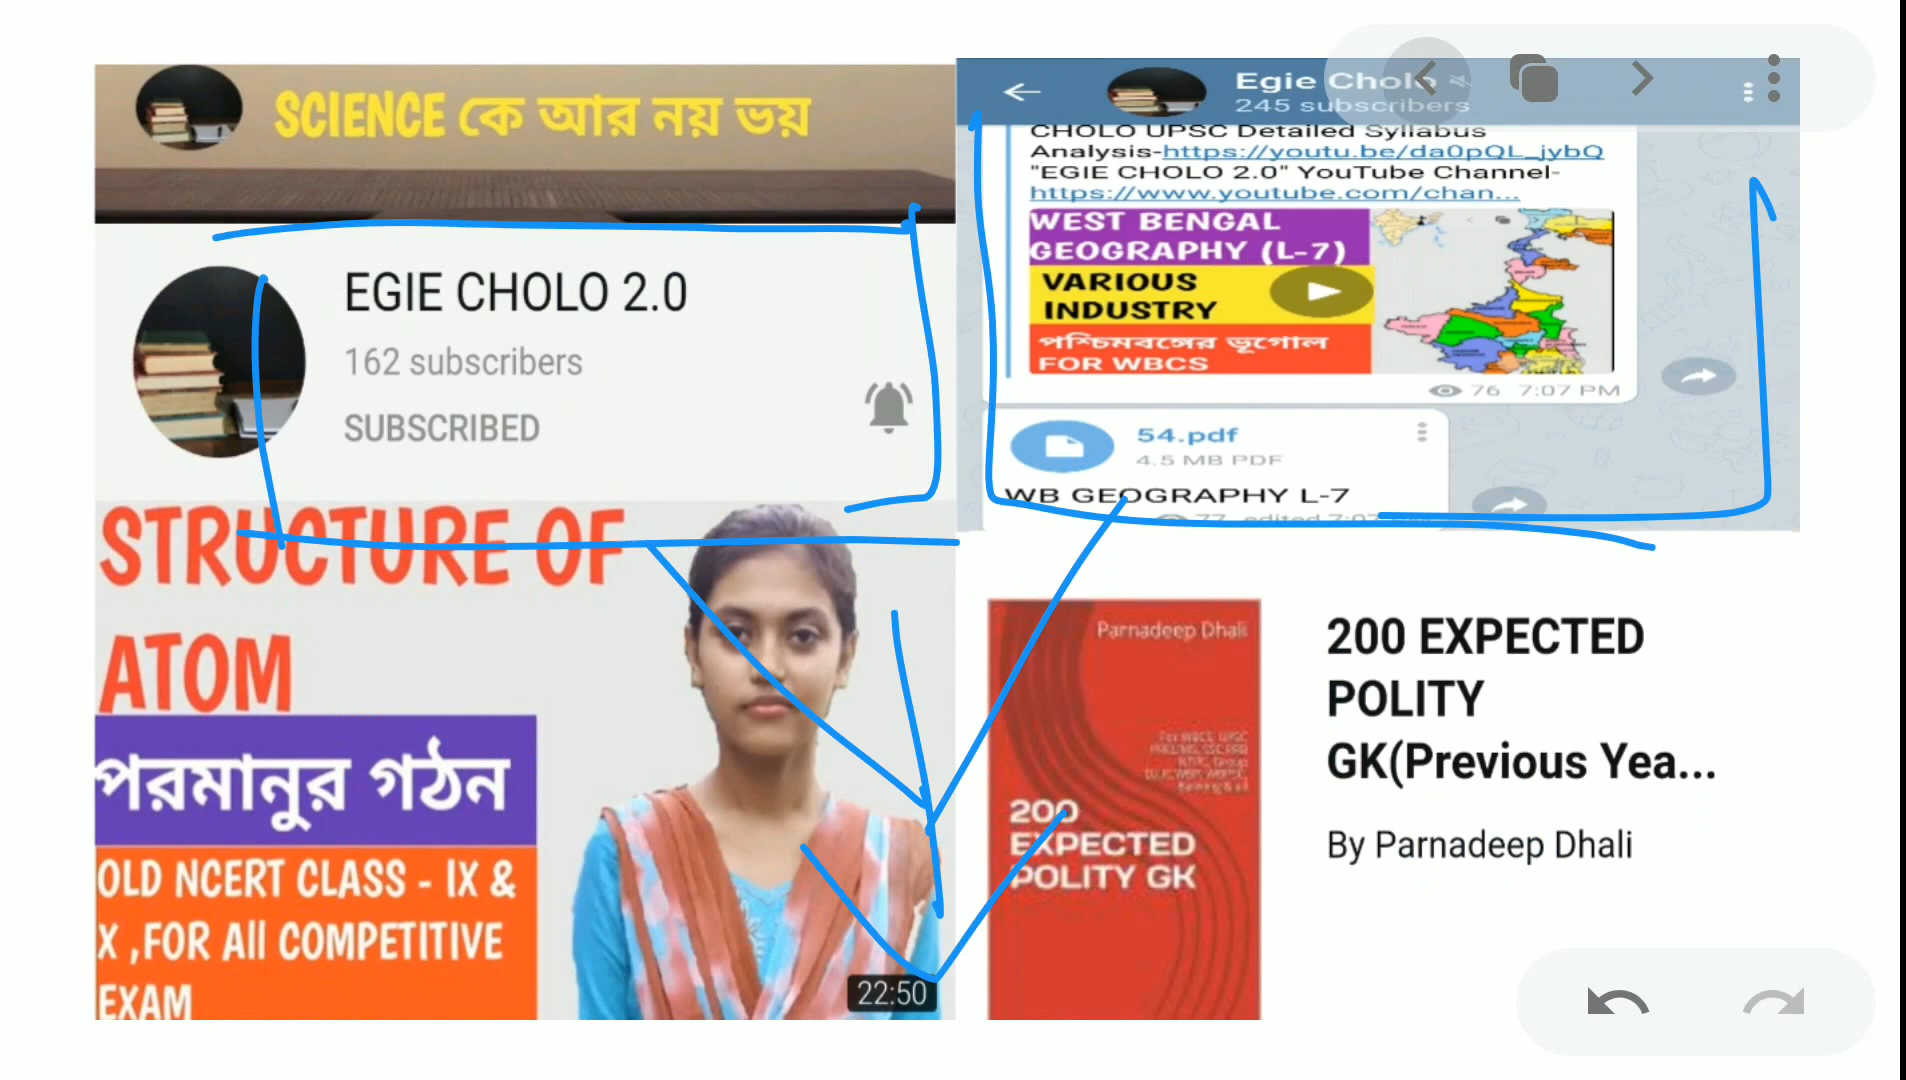 SCIENCE কে আর নয় ভয়
EGIE CHOLO 2.0
162 subscribers
SUBSCRIBED
STRUCTURE OF
ATOM
পরমানুর গঠন
OLD NCERT CLASS - IX &
X ,FOR All COMPETITIVE
EXAM
22:50
Egie Cholo
245 subscribers
CHOLO UPSC Detailed Syllabus
Analysis-https://youtu.be/da0pQL_jybQ
"EGIE CHOLO 2.0" YouTube Channel-
https://www.youtube.com/chan...
WEST BENGAL
GEOGRAPHY (L-7)
VARIOUS
INDUSTRY
পশ্চিমবঙ্গের ভূগোল
FOR WBCS
76 7:07 PM
54.pdf
4.5 MB PDF
WB GEOGRAPHY L-7
77 edited
Parnadeep Dhali
200
EXPECTED
POLITY GK
200 EXPECTED
POLITY
GK(Previous Yea...
By Parnadeep Dhali